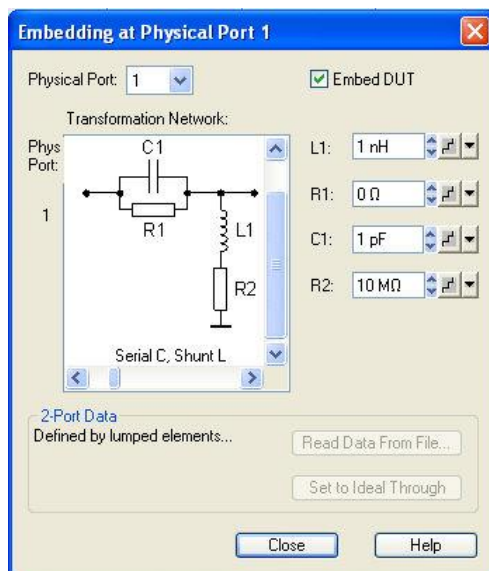 Embedding at Physical Port 1
Physical Port: 1
Embed DUT
Transformation Network:
Phys
Port:
1
C1
R1
L1
R2
Serial C, Shunt L
L1: 1 nH
R1: 0 Ω
C1: 1 pF
R2: 10 MΩ
2-Port Data
Defined by lumped elements...
Read Data From File...
Set to Ideal Through
Close
Help